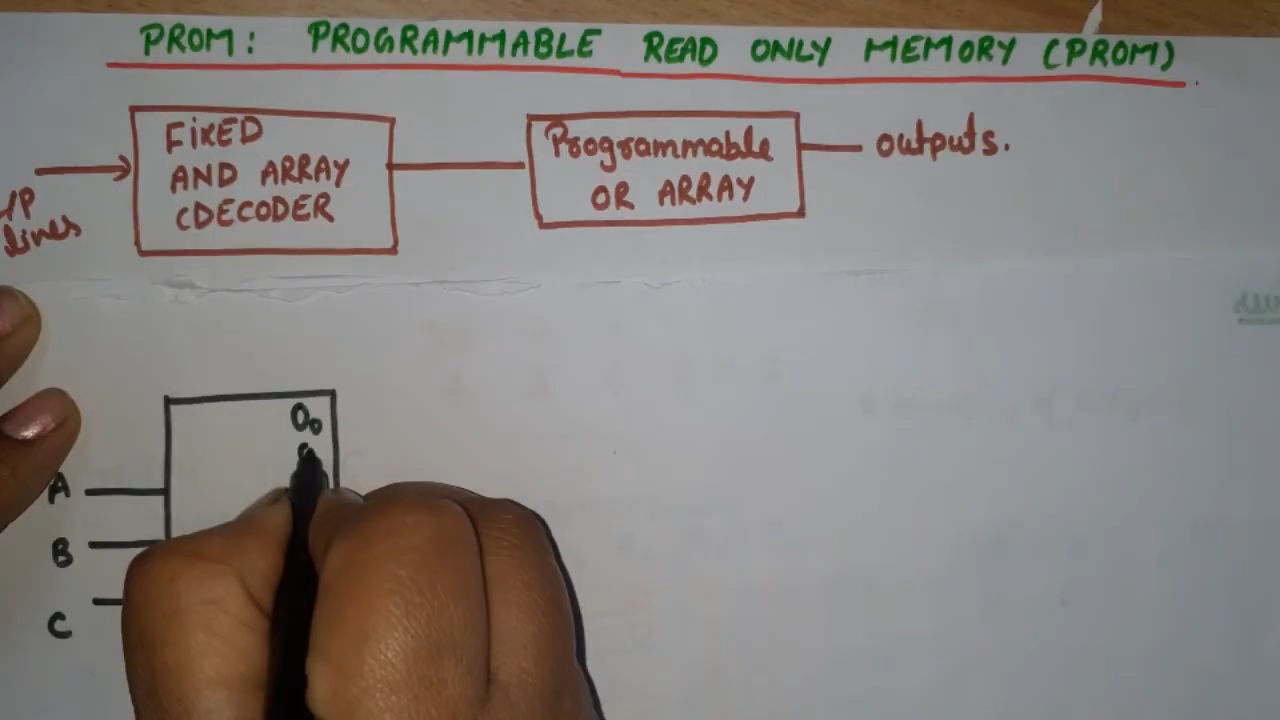 PROM: PROGRAMMABLE READ ONLY MEMORY (PROM)
FIXED
AND ARRAY
(DECODER
Programmable
OR ARRAY
outputs.
I/P
lines
O₀
A
B
C